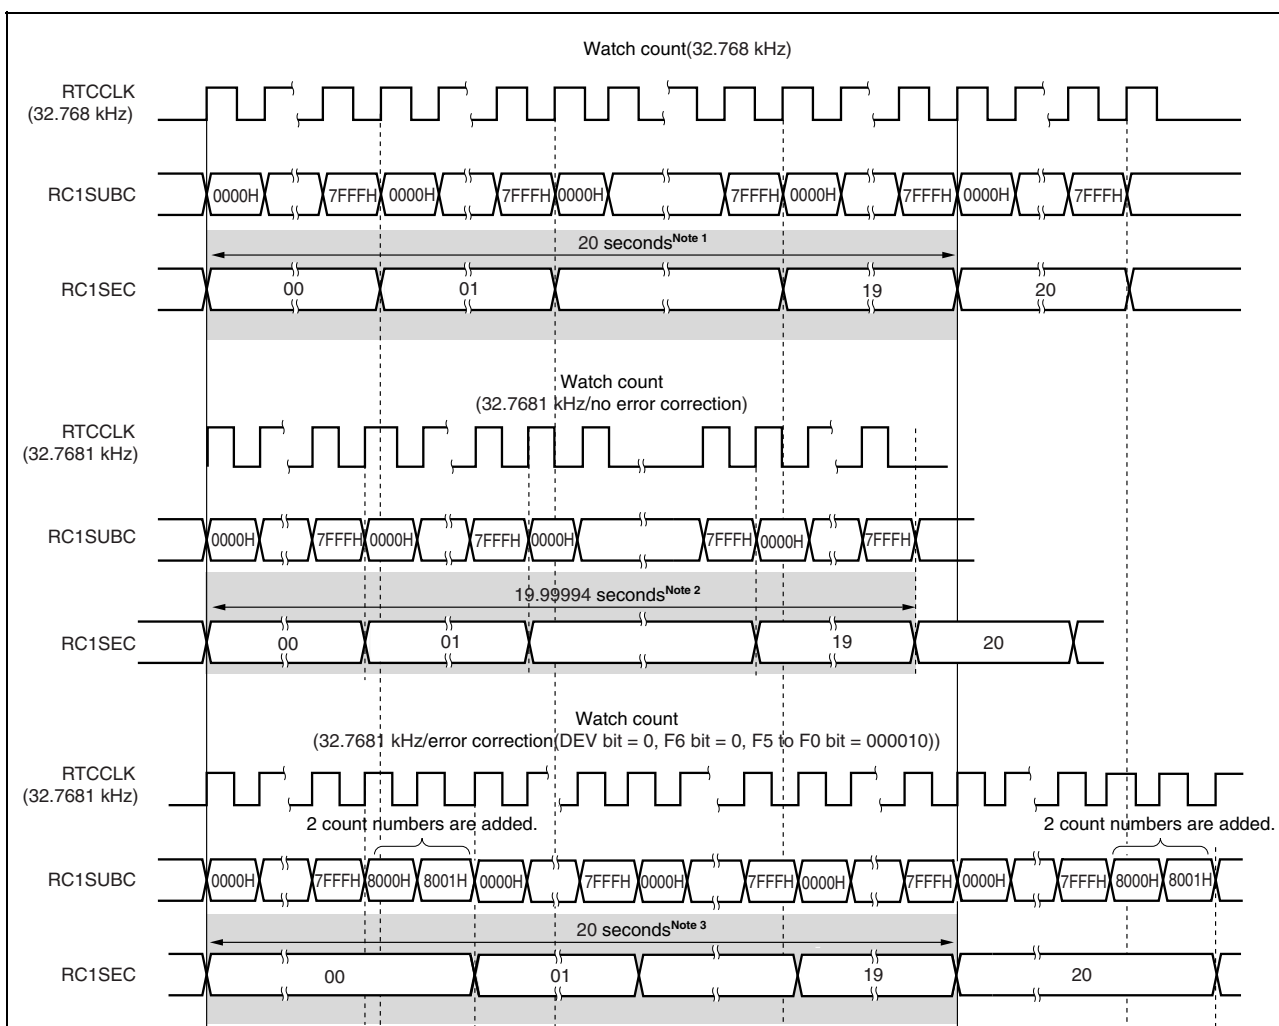 Watch count(32.768 kHz)
RTCCLK
(32.768 kHz)
RC1SUBC 0000H 7FFFH 0000H 7FFFH 0000H 7FFFH 0000H 7FFFH 0000H 7FFFH
20 seconds Note 1
RC1SEC 00 01 19 20
Watch count
(32.7681 kHz/no error correction)
RTCCLK
(32.7681 kHz)
RC1SUBC 0000H 7FFFH 0000H 7FFFH 0000H 7FFFH 0000H 7FFFH
19.99994 seconds Note 2
RC1SEC 00 01 19 20
Watch count
(32.7681 kHz/error correction(DEV bit = 0, F6 bit = 0, F5 to F0 bit = 000010))
RTCCLK
(32.7681 kHz)
2 count numbers are added. 2 count numbers are added.
RC1SUBC 0000H 7FFFH 8000H 8001H 0000H 7FFFH 0000H 7FFFH 0000H 7FFFH 0000H 7FFFH 8000H 8001H
20 seconds Note 3
RC1SEC 00 01 19 20